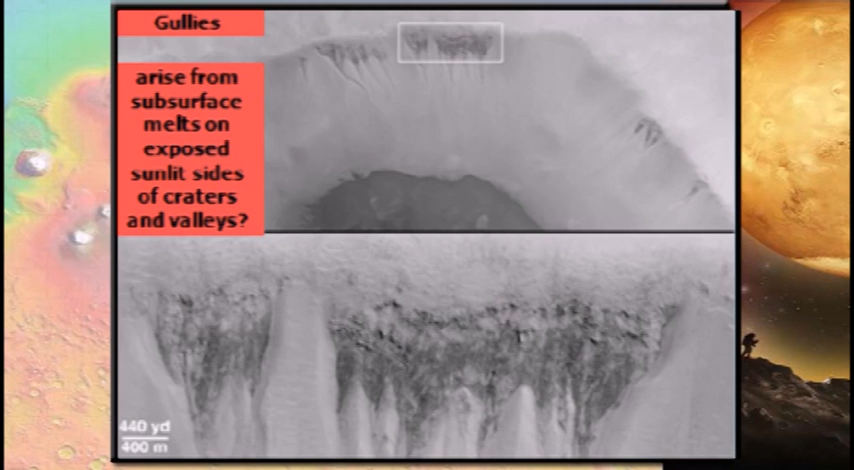 Gullies
arise from
subsurface
melts on
exposed
sunlit sides
of craters
and valleys?
440 yd
400 m